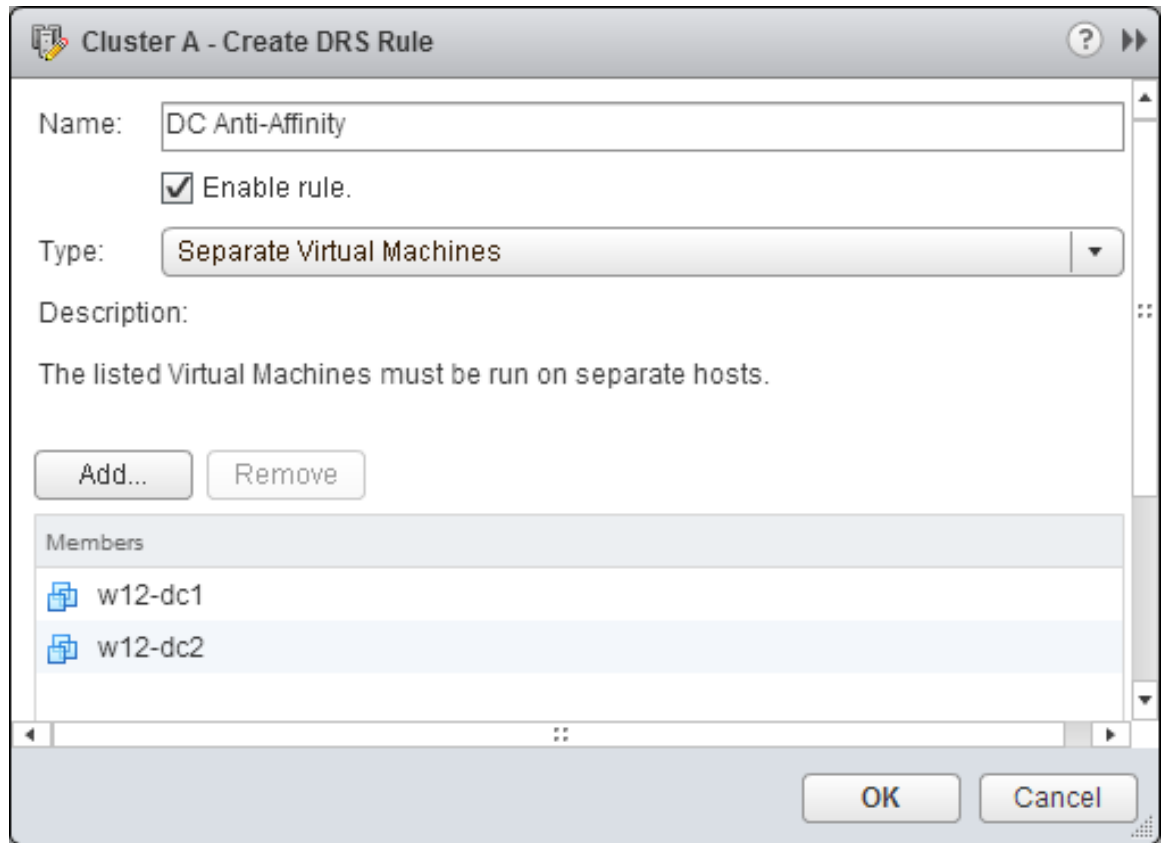 Cluster A - Create DRS Rule ?
Name: DC Anti-Affinity
Enable rule.
Type: Separate Virtual Machines
Description:
The listed Virtual Machines must be run on separate hosts.
Add... Remove
Members
w12-dc1
w12-dc2
OK Cancel